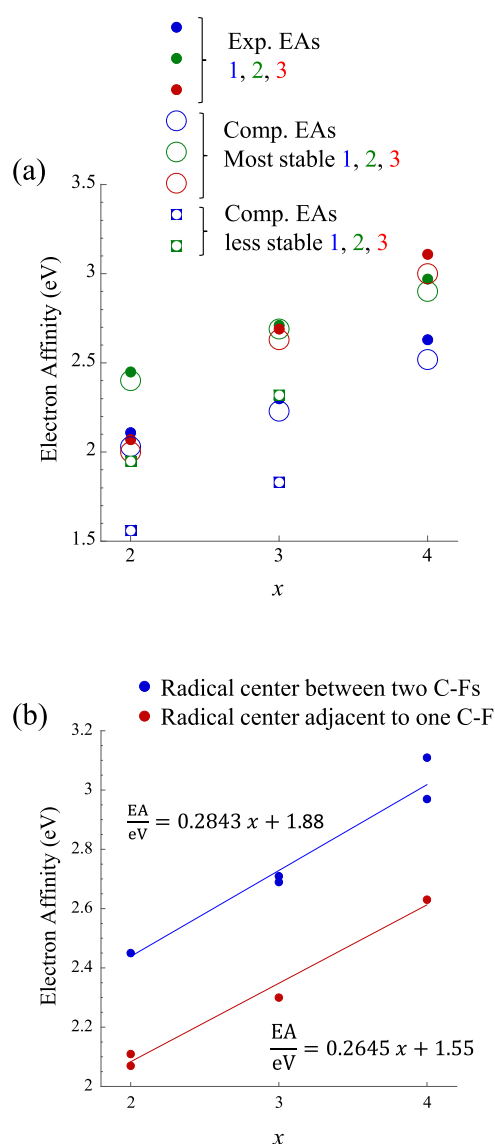 Exp. EAs
1, 2, 3
Comp. EAs
Most stable 1, 2, 3
Comp. EAs
less stable 1, 2, 3
(a)
3.5
3
2.5
2
1.5
Electron Affinity (eV)
2 3 4
x
Radical center between two C-Fs
Radical center adjacent to one C-F
(b)
3.2
3
2.8
2.6
2.4
2.2
2
Electron Affinity (eV)
EA/eV = 0.2843 x + 1.88
EA/eV = 0.2645 x + 1.55
2 3 4
x